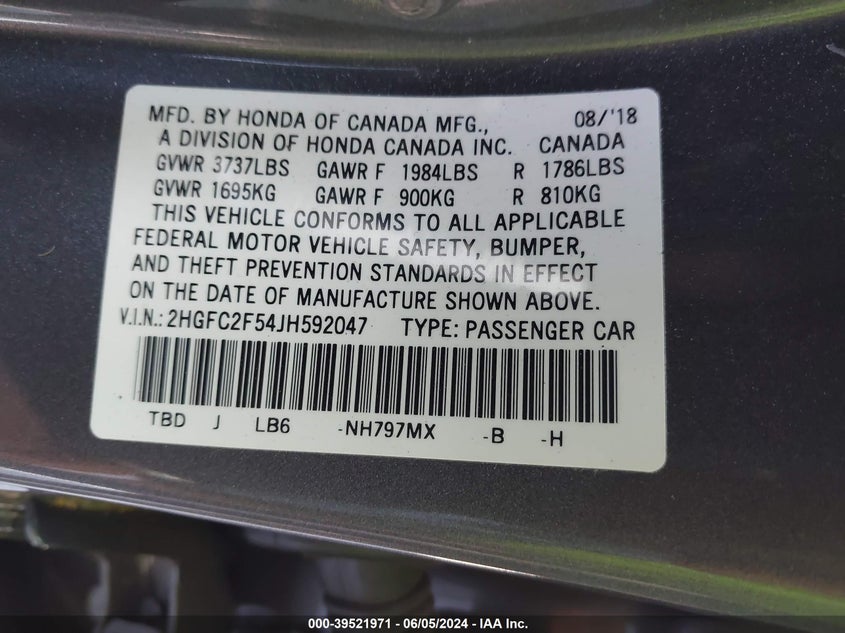 MFD. BY HONDA OF CANADA MFG., 08/'18
A DIVISION OF HONDA CANADA INC. CANADA
GVWR 3737LBS GAWR F 1984LBS R 1786LBS
GVWR 1695KG GAWR F 900KG R 810KG
THIS VEHICLE CONFORMS TO ALL APPLICABLE
FEDERAL MOTOR VEHICLE SAFETY, BUMPER,
AND THEFT PREVENTION STANDARDS IN EFFECT
ON THE DATE OF MANUFACTURE SHOWN ABOVE.
V.I.N.: 2HGFC2F54JH592047 TYPE: PASSENGER CAR
TBD J LB6 -NH797MX -B -H
000-39521971 - 06/05/2024 - IAA Inc.